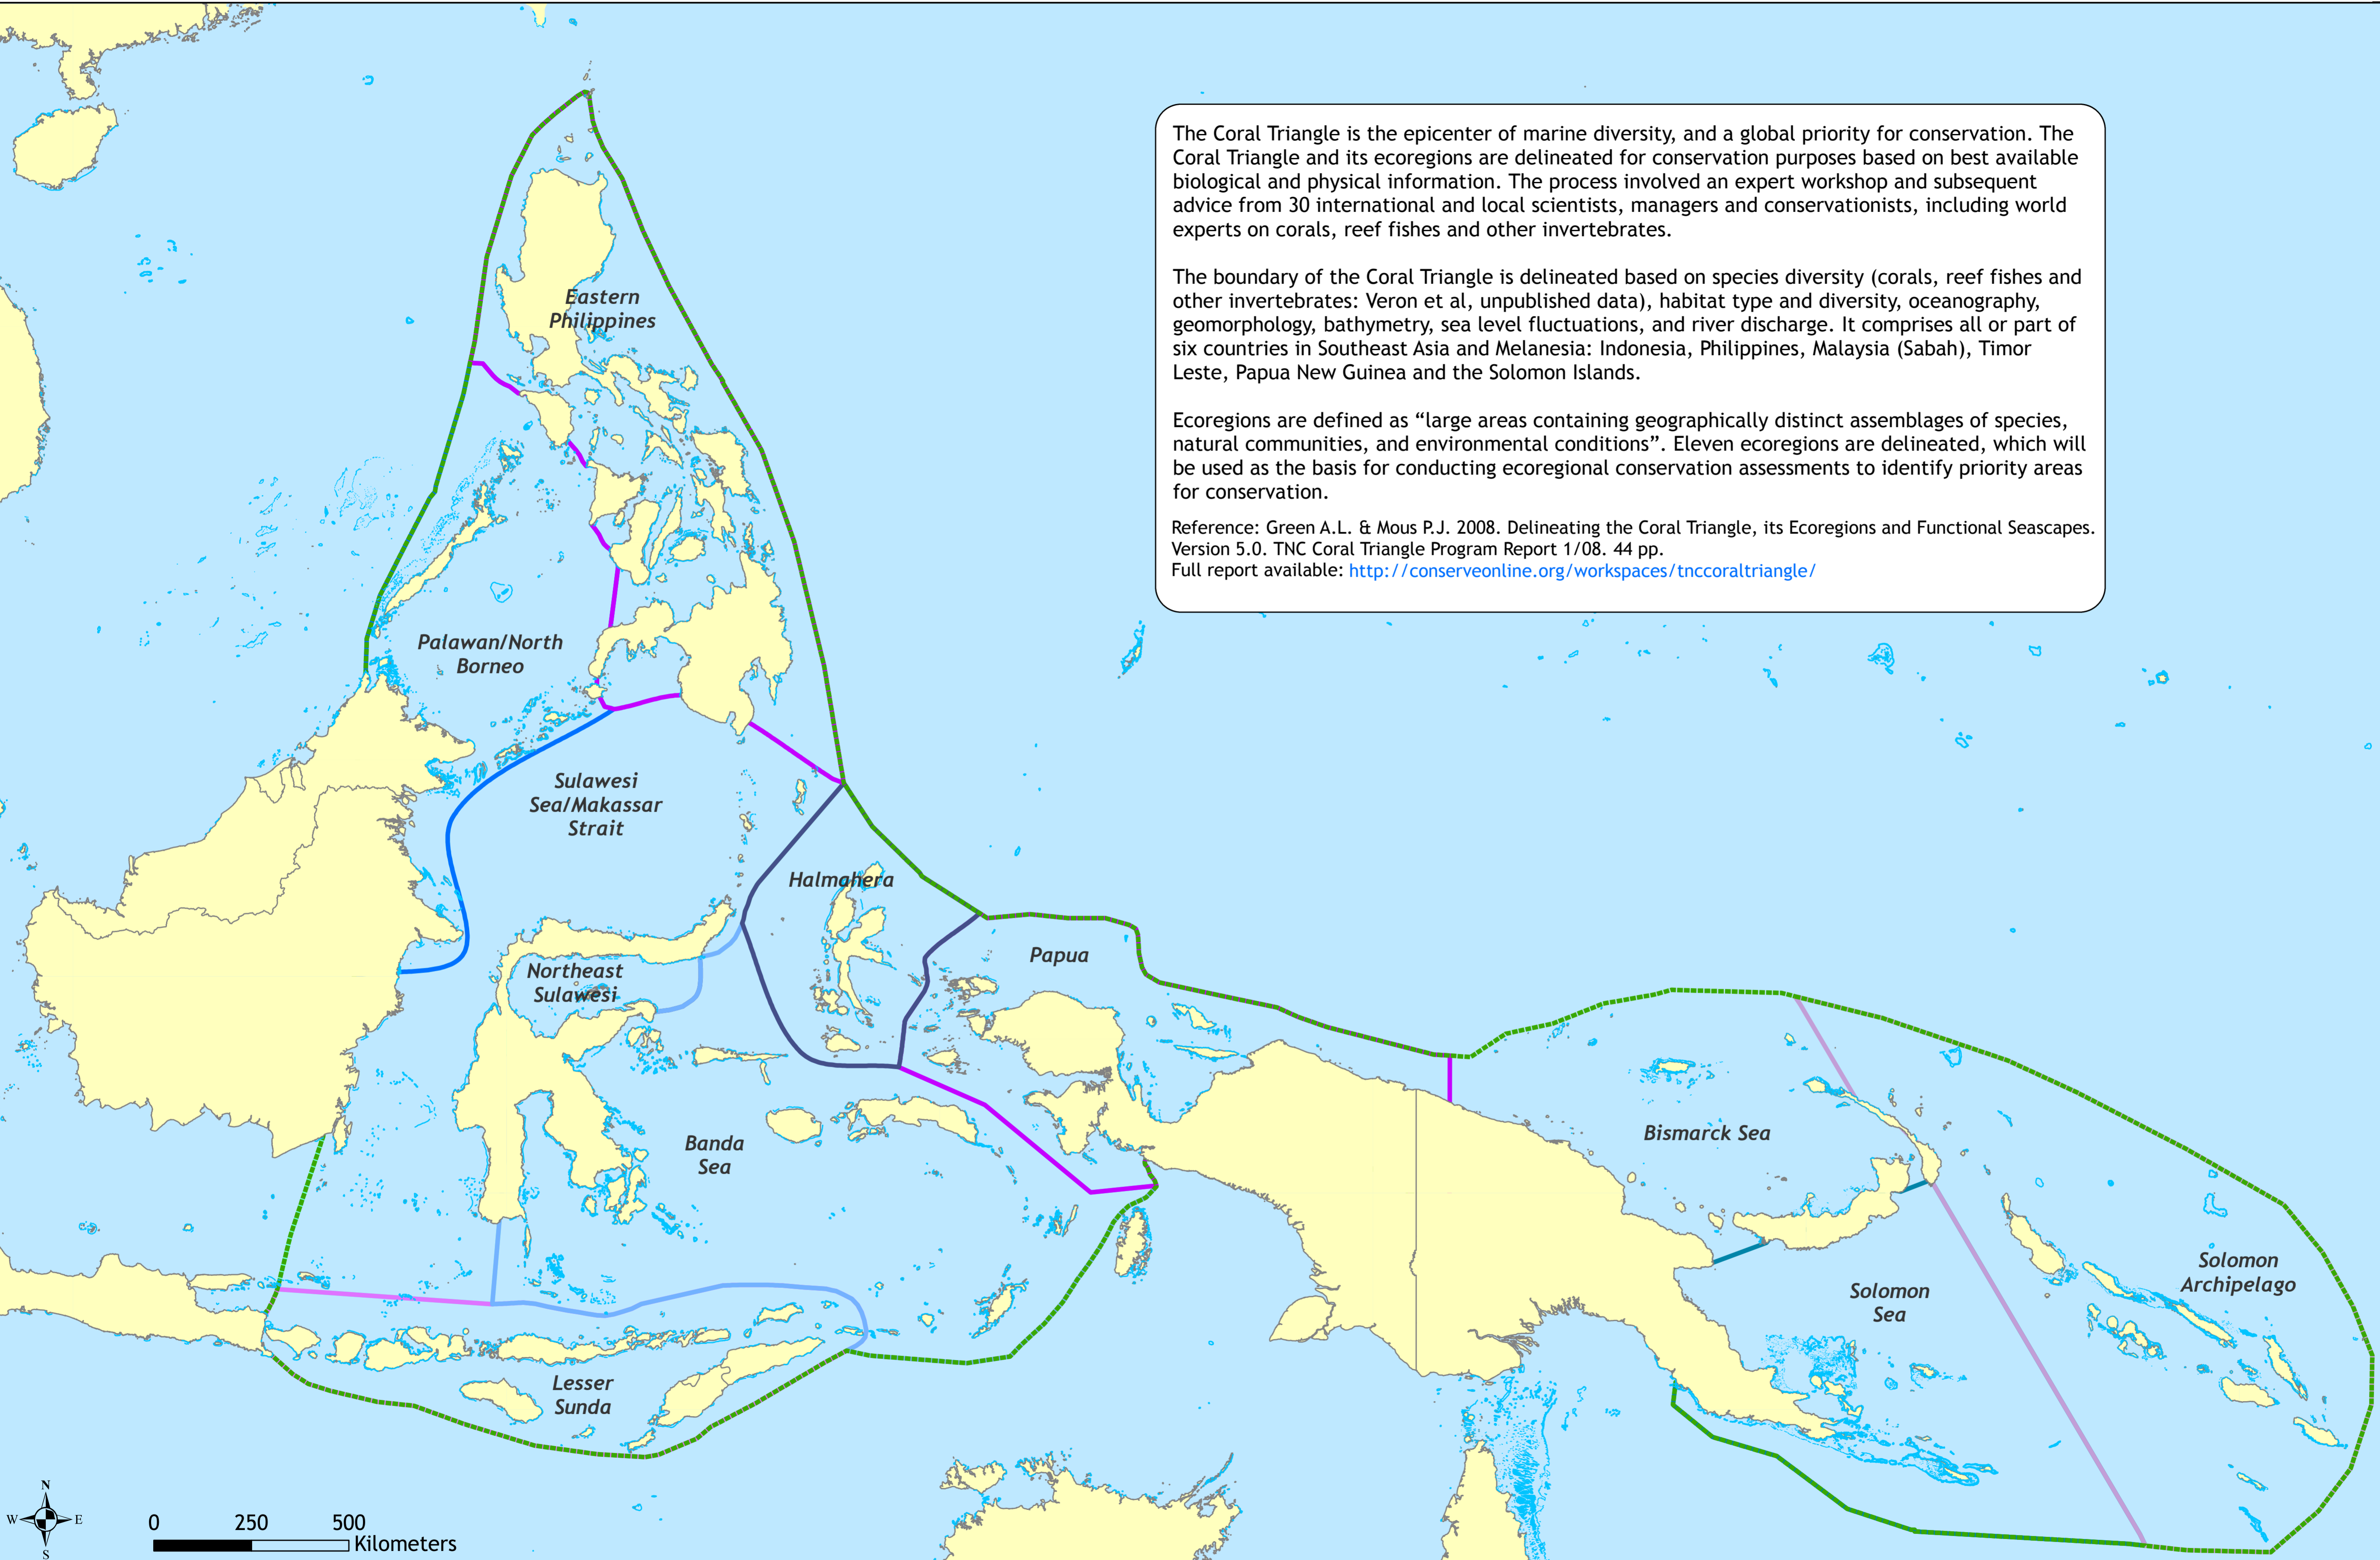 The Coral Triangle is the epicenter of marine diversity, and a global priority for conservation. The
Coral Triangle and its ecoregions are delineated for conservation purposes based on best available
biological and physical information. The process involved an expert workshop and subsequent
advice from 30 international and local scientists, managers and conservationists, including world
experts on corals, reef fishes and other invertebrates.
The boundary of the Coral Triangle is delineated based on species diversity (corals, reef fishes and
other invertebrates: Veron et al, unpublished data), habitat type and diversity, oceanography,
geomorphology, bathymetry, sea level fluctuations, and river discharge. It comprises all or part of
six countries in Southeast Asia and Melanesia: Indonesia, Philippines, Malaysia (Sabah), Timor
Leste, Papua New Guinea and the Solomon Islands.
Ecoregions are defined as “large areas containing geographically distinct assemblages of species,
natural communities, and environmental conditions”. Eleven ecoregions are delineated, which will
be used as the basis for conducting ecoregional conservation assessments to identify priority areas
for conservation.
Reference: Green A.L. & Mous P.J. 2008. Delineating the Coral Triangle, its Ecoregions and Functional Seascapes.
Version 5.0. TNC Coral Triangle Program Report 1/08. 44 pp.
Full report available: http://conserveonline.org/workspaces/tnccoraltriangle/
Eastern
Philippines
Palawan/North
Borneo
Sulawesi
Sea/Makassar
Strait
Halmahera
Papua
Northeast
Sulawesi
Banda
Sea
Bismarck Sea
Solomon
Archipelago
Solomon
Sea
Lesser
Sunda
N
W E
S
0 250 500
Kilometers